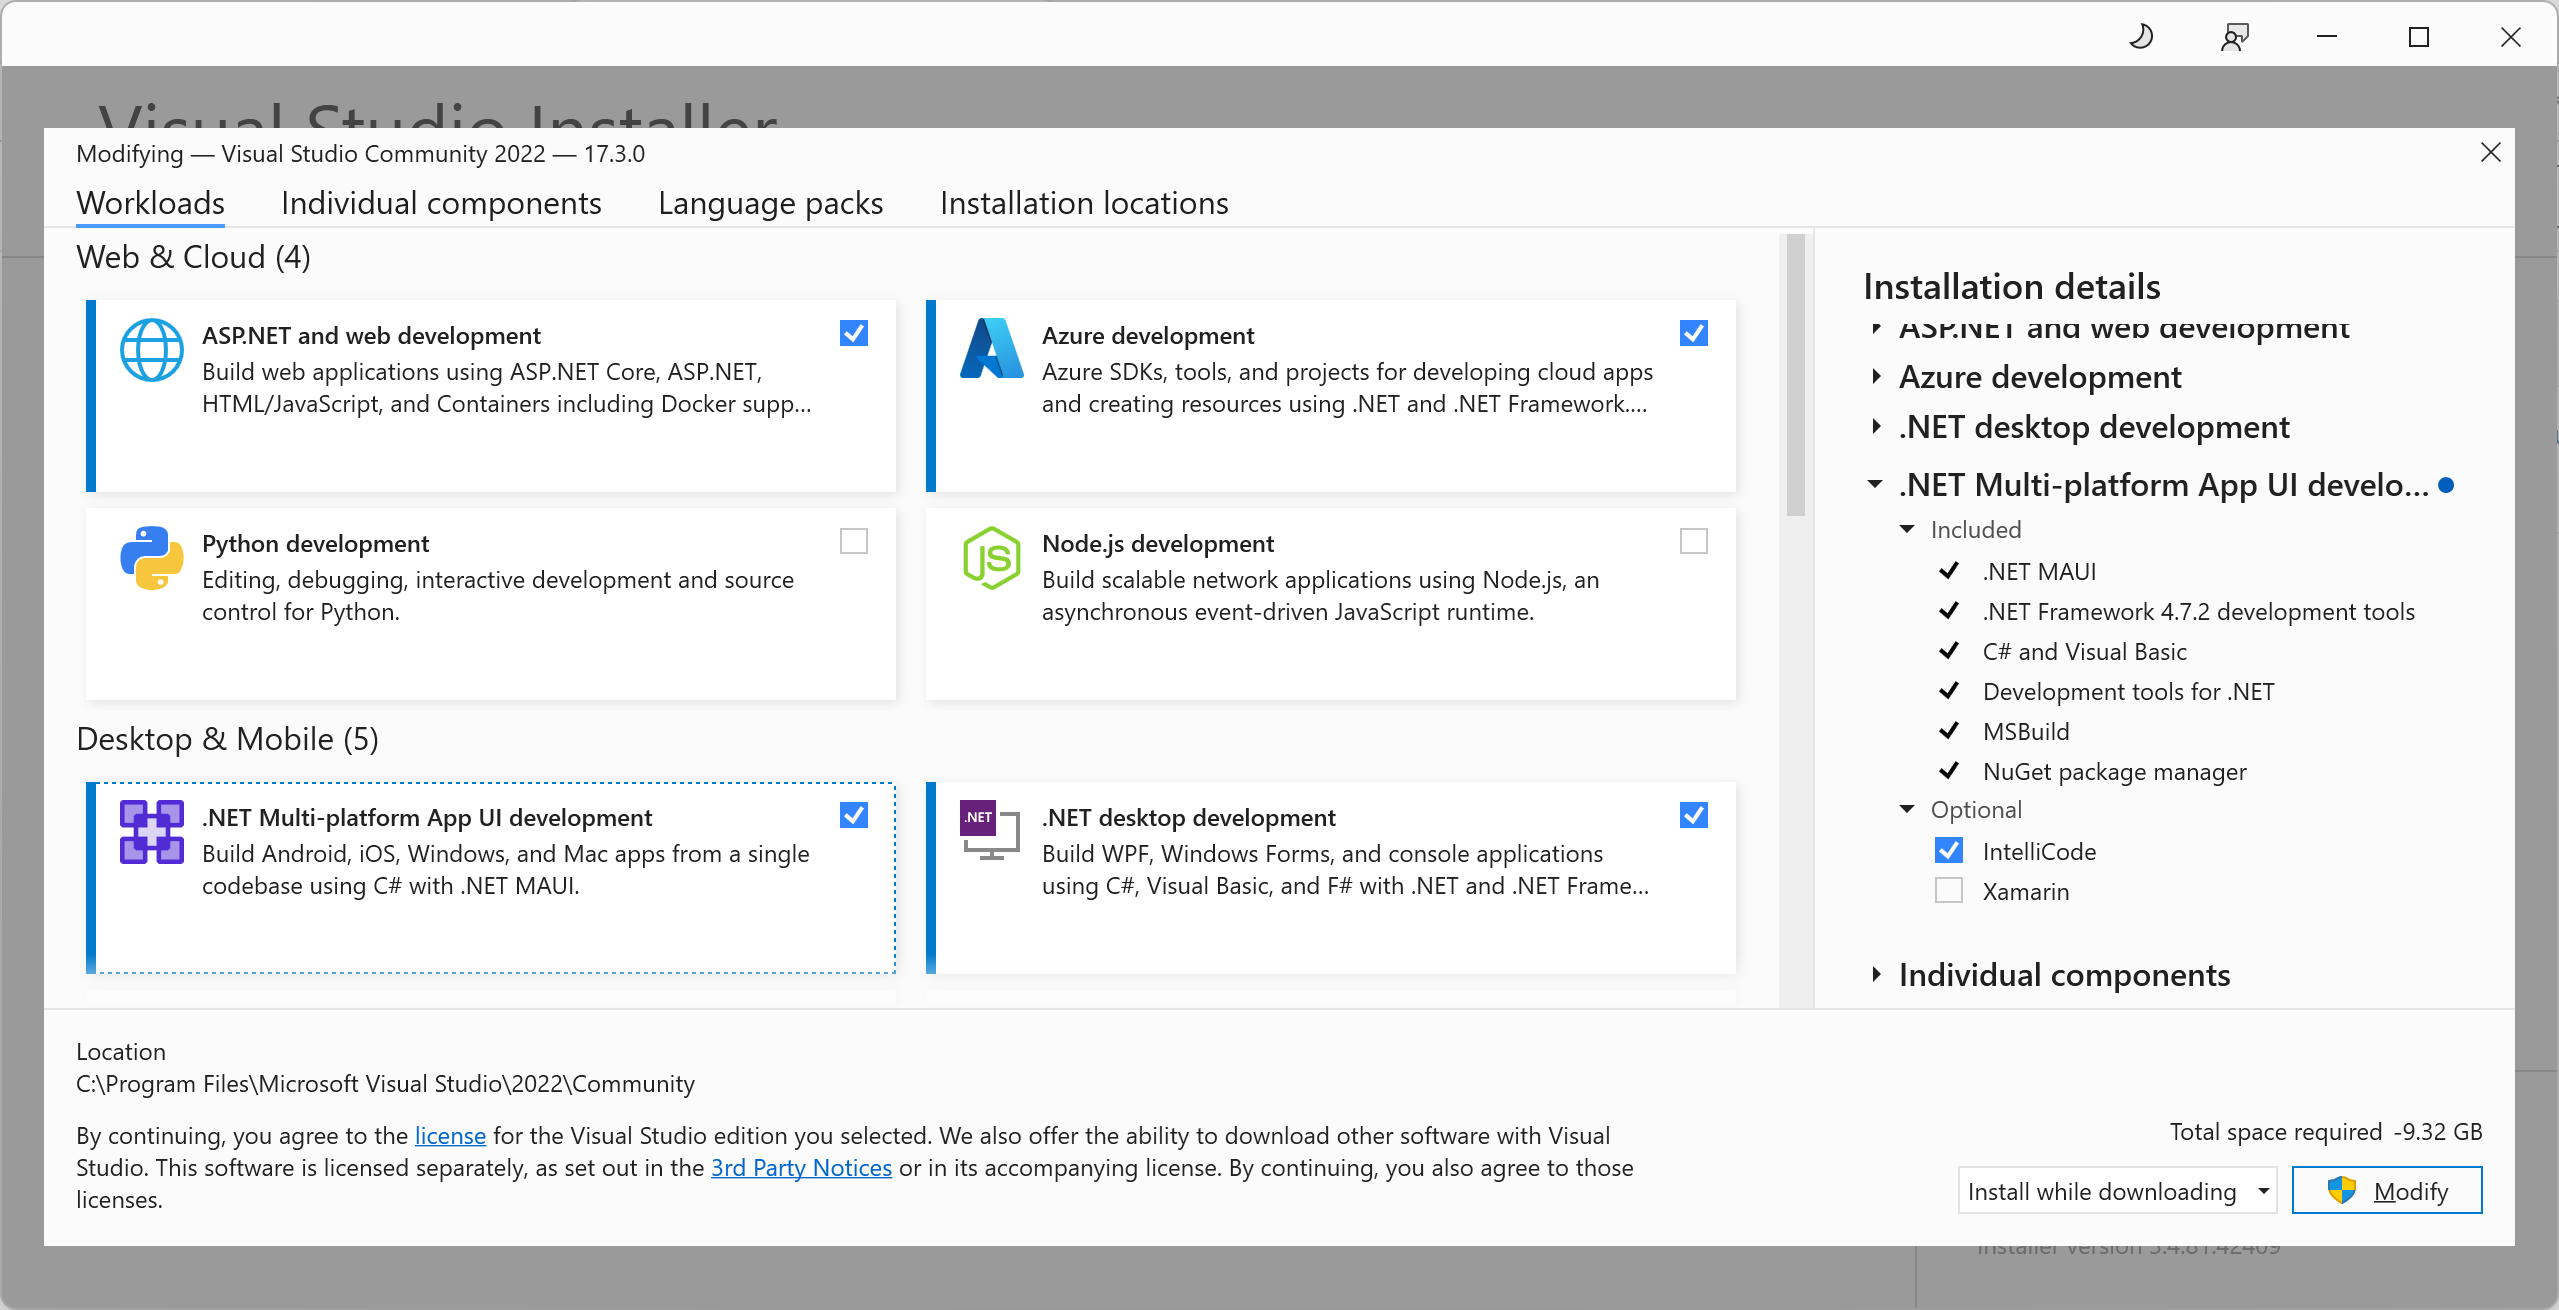 Visual Studio Installer
Modifying — Visual Studio Community 2022 — 17.3.0
Workloads
Individual components
Language packs
Installation locations
Web & Cloud (4)
ASP.NET and web development
Build web applications using ASP.NET Core, ASP.NET,
HTML/JavaScript, and Containers including Docker supp...
Azure development
Azure SDKs, tools, and projects for developing cloud apps
and creating resources using .NET and .NET Framework....
Python development
Editing, debugging, interactive development and source
control for Python.
JS
Node.js development
Build scalable network applications using Node.js, an
asynchronous event-driven JavaScript runtime.
Desktop & Mobile (5)
.NET Multi-platform App UI development
Build Android, iOS, Windows, and Mac apps from a single
codebase using C# with .NET MAUI.
.NET
.NET desktop development
Build WPF, Windows Forms, and console applications
using C#, Visual Basic, and F# with .NET and .NET Frame...
Installation details
ASP.NET and web development
Azure development
.NET desktop development
.NET Multi-platform App UI develo...
Included
.NET MAUI
.NET Framework 4.7.2 development tools
C# and Visual Basic
Development tools for .NET
MSBuild
NuGet package manager
Optional
IntelliCode
Xamarin
Individual components
Location
C:\Program Files\Microsoft Visual Studio\2022\Community
By continuing, you agree to the license for the Visual Studio edition you selected. We also offer the ability to download other software with Visual
Studio. This software is licensed separately, as set out in the 3rd Party Notices or in its accompanying license. By continuing, you also agree to those
licenses.
Total space required -9.32 GB
Install while downloading
Modify
Installer version 3.4.81.42409